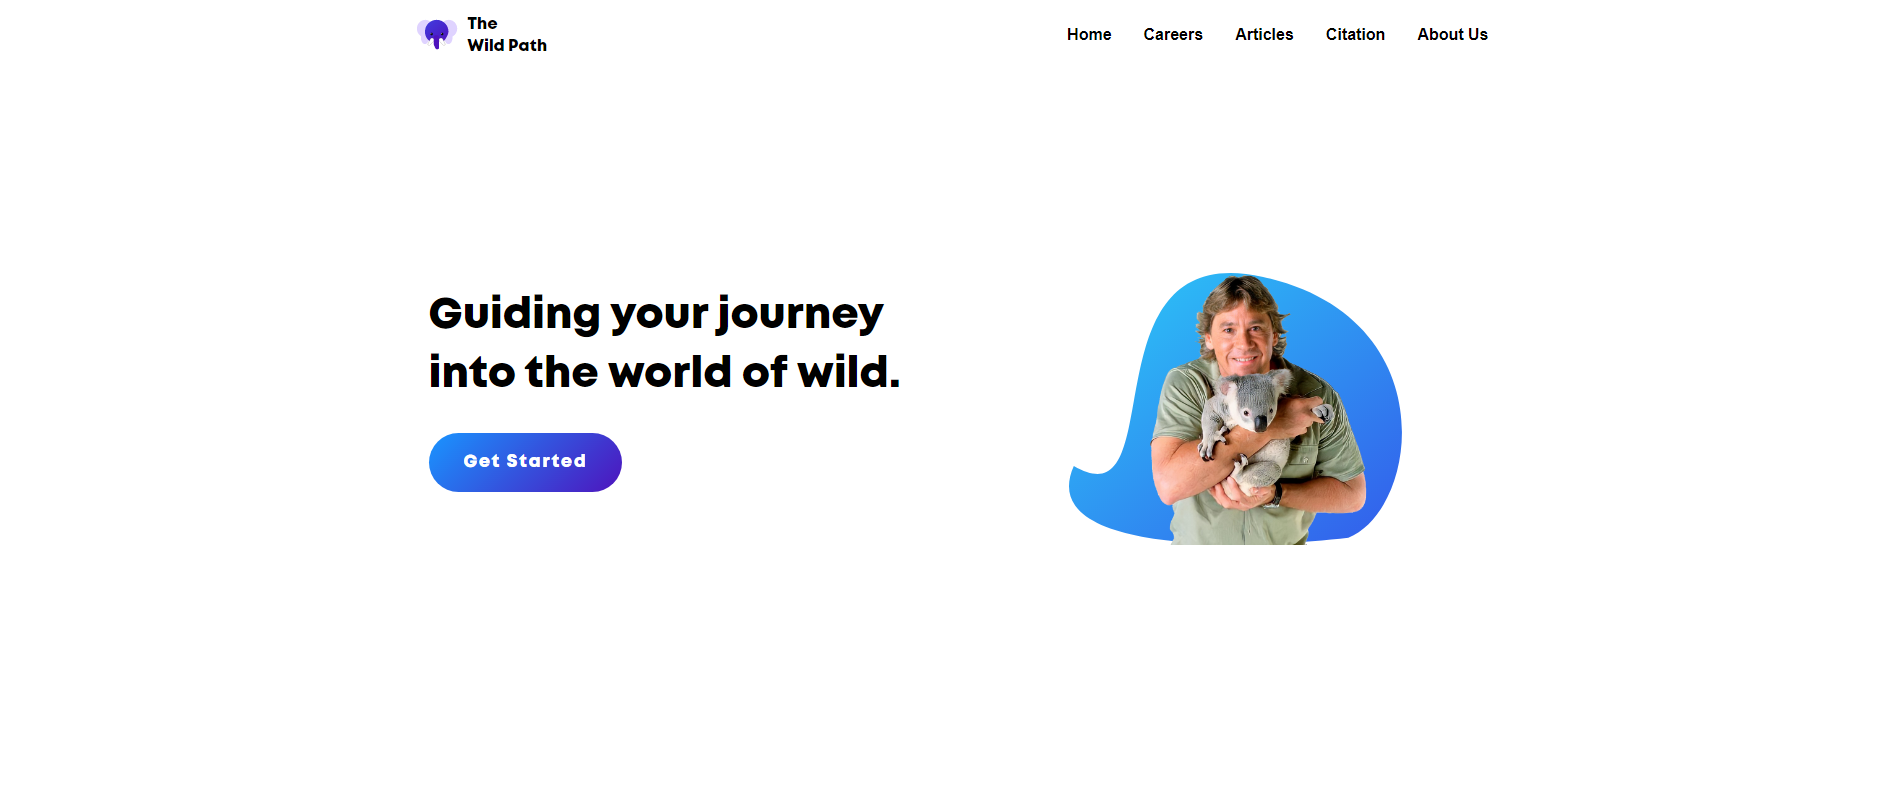 The
Wild Path
Home Careers Articles Citation About Us
Guiding your journey
into the world of wild.
Get Started